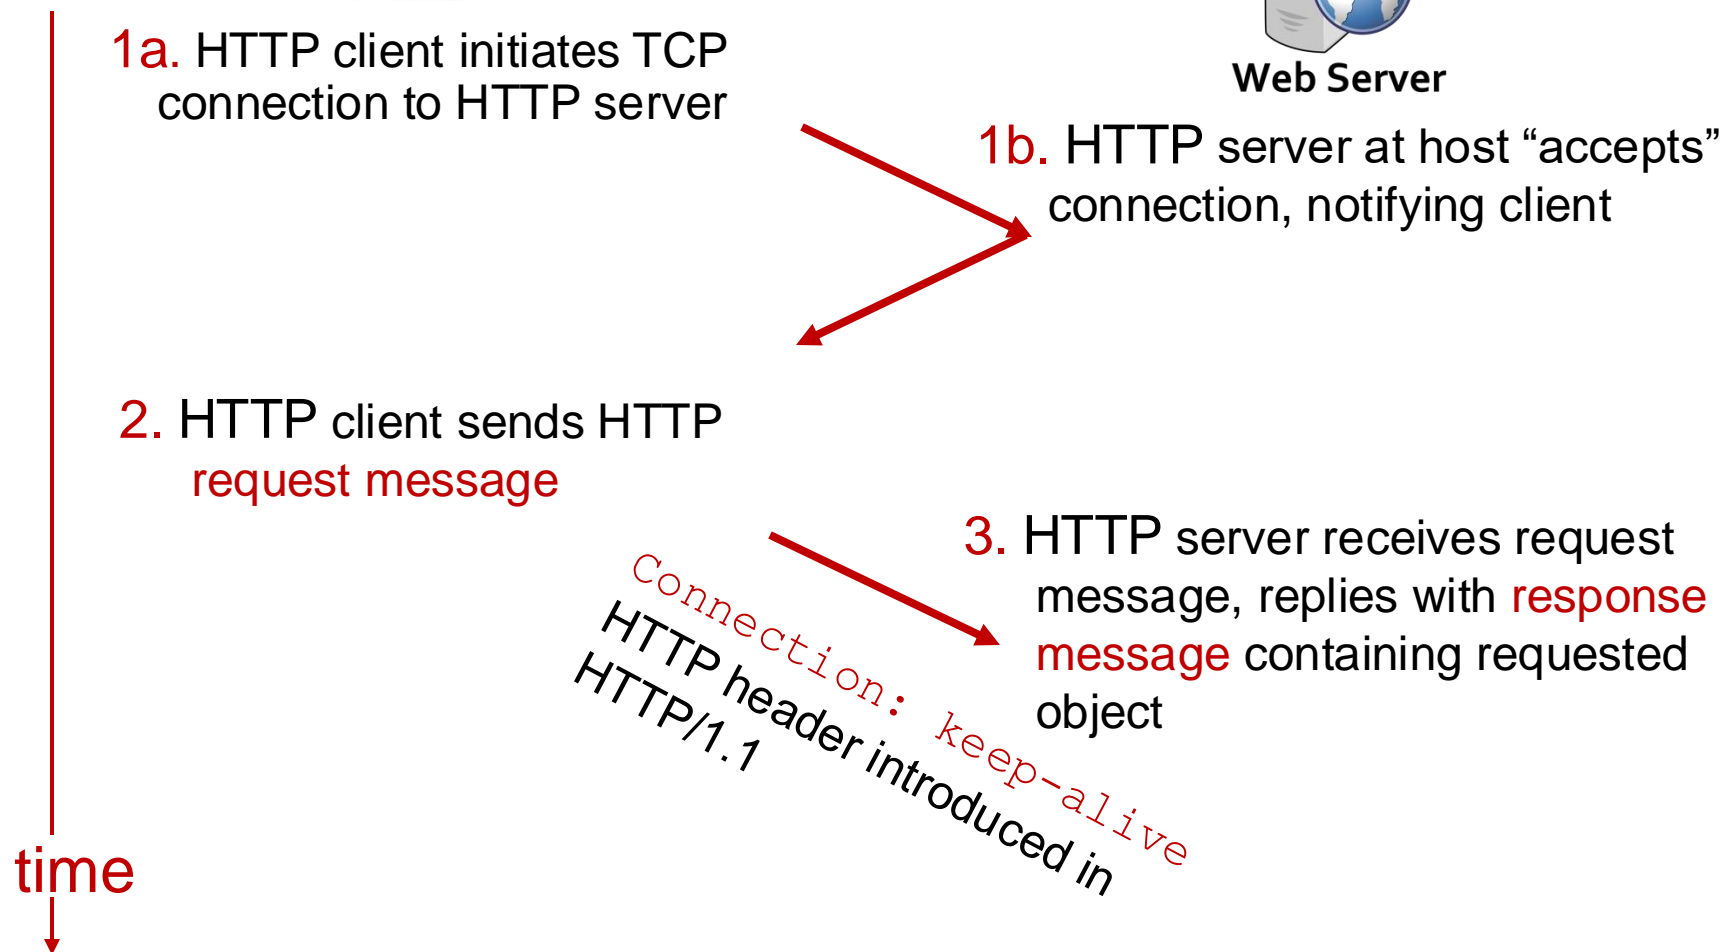 1a. HTTP client initiates TCP
connection to HTTP server
Web Server
1b. HTTP server at host “accepts”
connection, notifying client
2. HTTP client sends HTTP
request message
3. HTTP server receives request
message, replies with response
message containing requested
object
Connection: keep-alive
HTTP header introduced in
HTTP/1.1
time